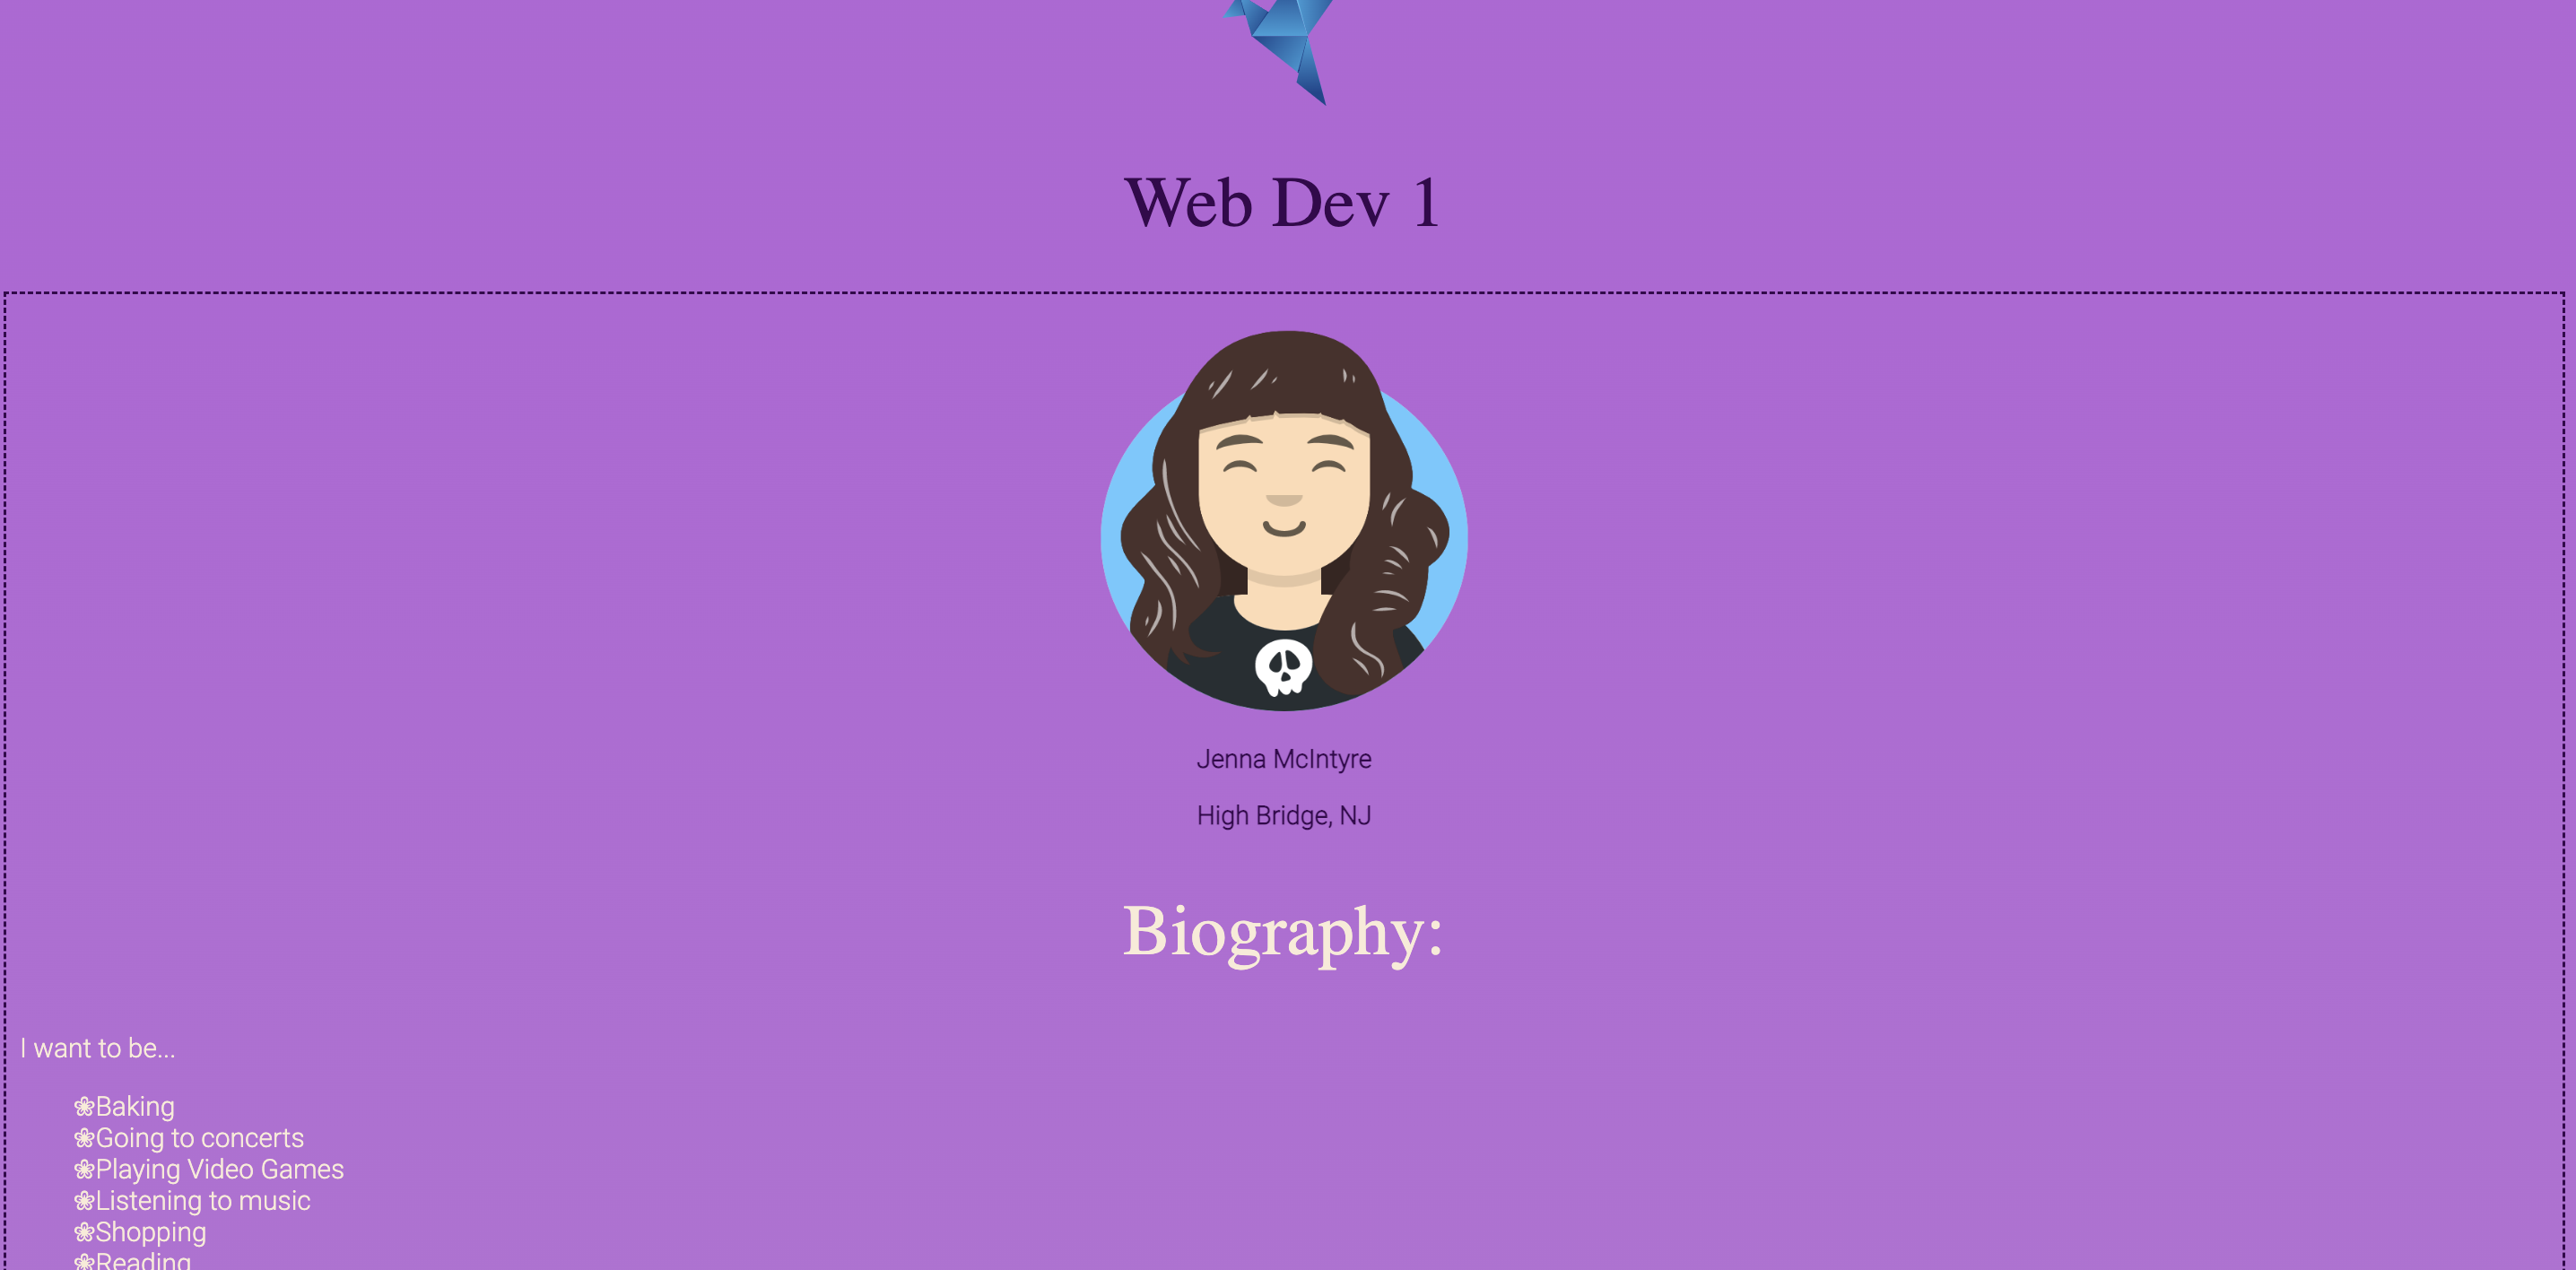 Web Dev 1
Jenna McIntyre
High Bridge, NJ
Biography:
I want to be...
❀Baking
❀Going to concerts
❀Playing Video Games
❀Listening to music
❀Shopping
❀Reading